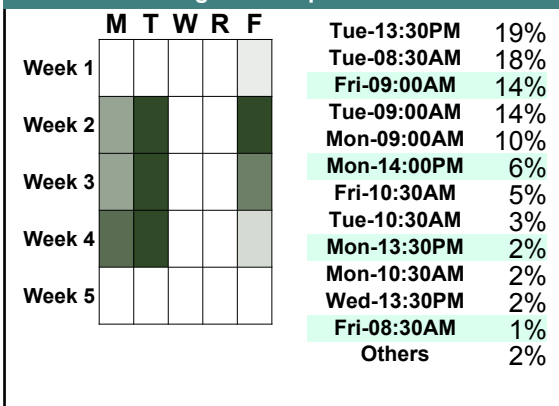 M T W R F
Week 1
Week 2
Week 3
Week 4
Week 5
Tue-13:30PM 19%
Tue-08:30AM 18%
Fri-09:00AM 14%
Tue-09:00AM 14%
Mon-09:00AM 10%
Mon-14:00PM 6%
Fri-10:30AM 5%
Tue-10:30AM 3%
Mon-13:30PM 2%
Mon-10:30AM 2%
Wed-13:30PM 2%
Fri-08:30AM 1%
Others 2%